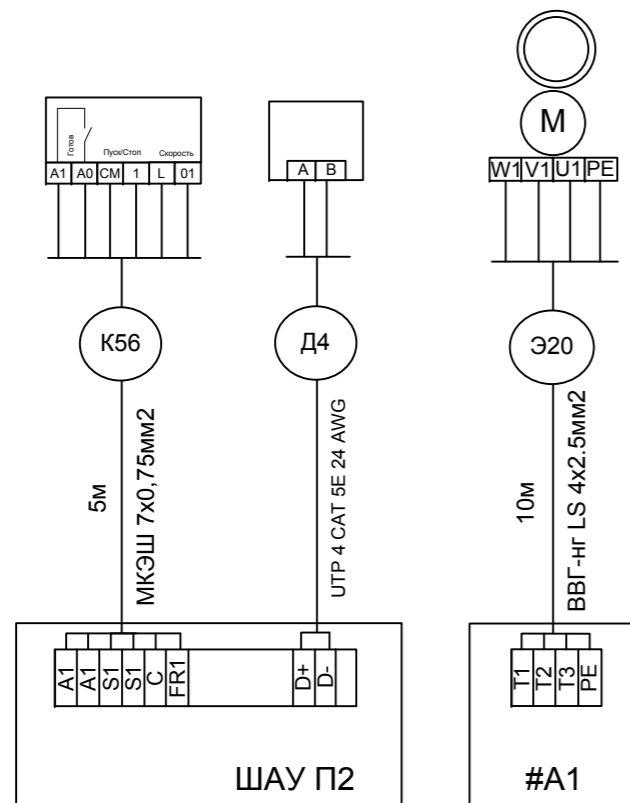 M
Готов
Пуск/Стоп
Скорость
A1 A0 CM 1 L 01
A B
W1 V1 U1 PE
К56
Д4
Э20
5м
МКЭШ 7х0,75мм2
UTP 4 CAT 5E 24 AWG
10м
ВВГ-нг LS 4х2.5мм2
A1 A1 S1 S1 C FR1
D+ D-
T1 T2 T3 PE
ШАУ П2
#A1